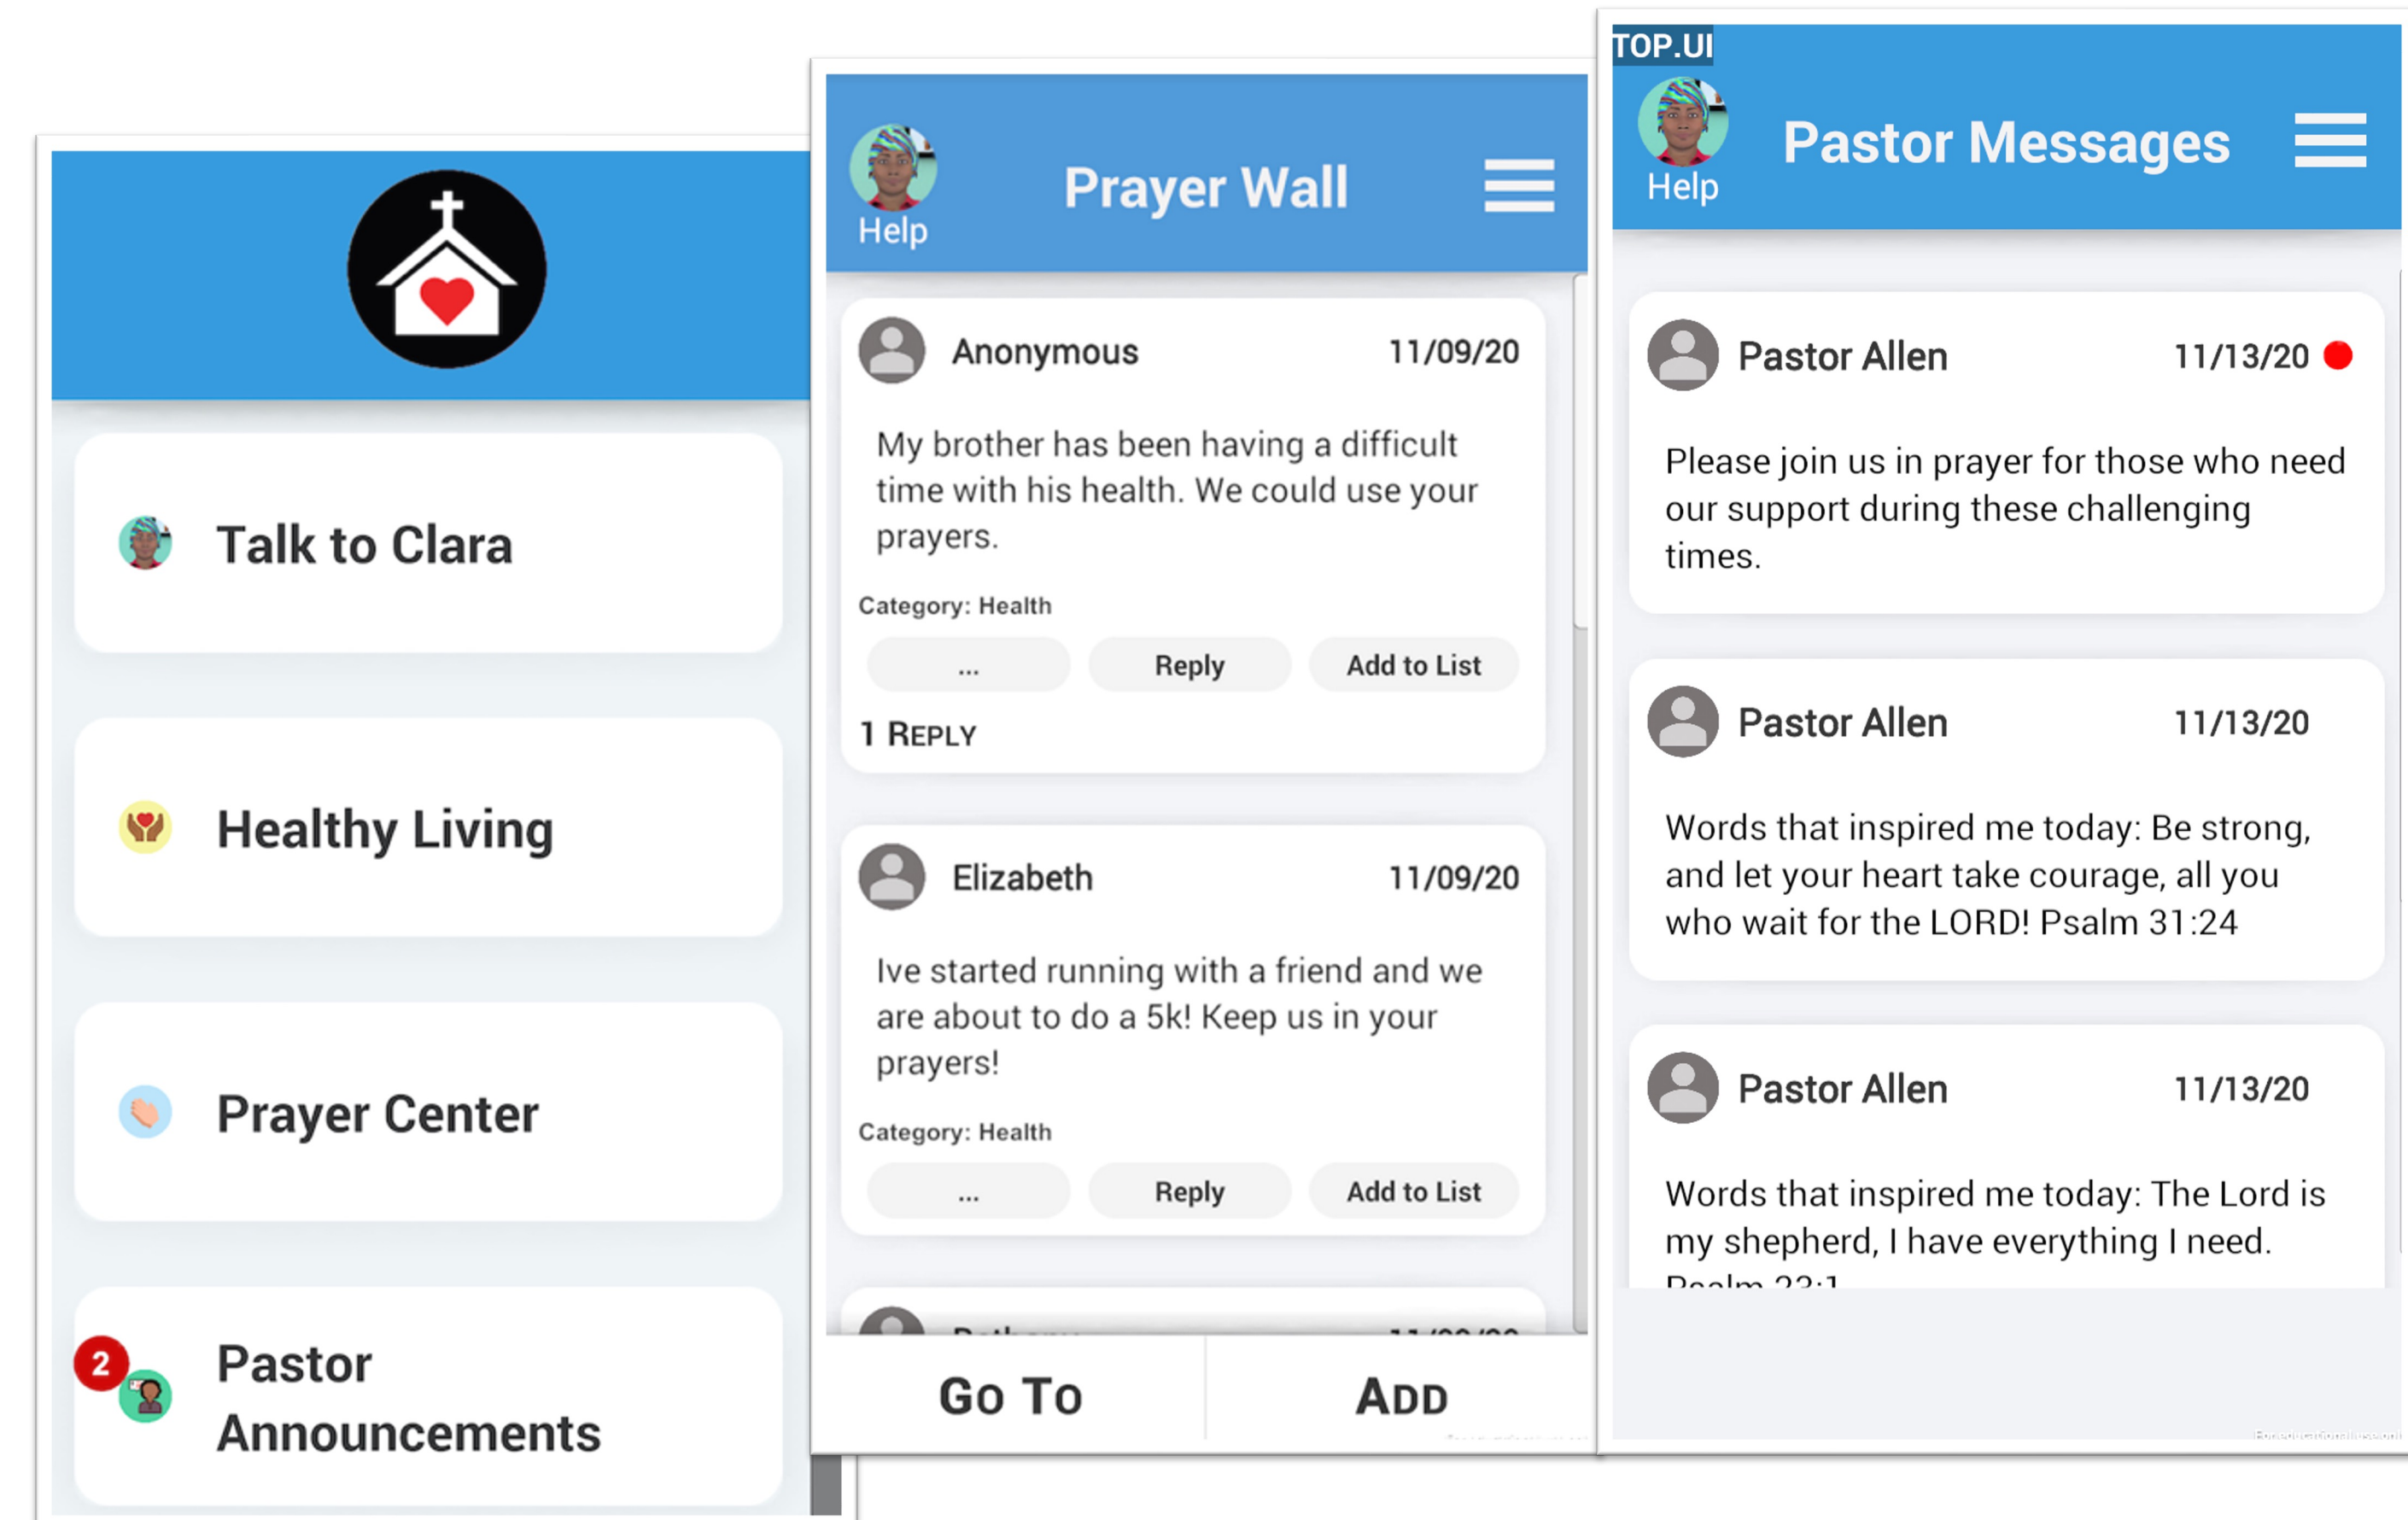 Talk to Clara
Healthy Living
Prayer Center
2
Pastor
Announcements
Help
Prayer Wall
Anonymous
11/09/20
My brother has been having a difficult
time with his health. We could use your
prayers.
Category: Health
...
Reply
Add to List
1 REPLY
Elizabeth
11/09/20
Ive started running with a friend and we
are about to do a 5k! Keep us in your
prayers!
Category: Health
...
Reply
Add to List
GO TO
ADD
TOP.UI
Help
Pastor Messages
Pastor Allen
11/13/20
Please join us in prayer for those who need
our support during these challenging
times.
Pastor Allen
11/13/20
Words that inspired me today: Be strong,
and let your heart take courage, all you
who wait for the LORD! Psalm 31:24
Pastor Allen
11/13/20
Words that inspired me today: The Lord is
my shepherd, I have everything I need.
Psalm 23:1
For educational use onl